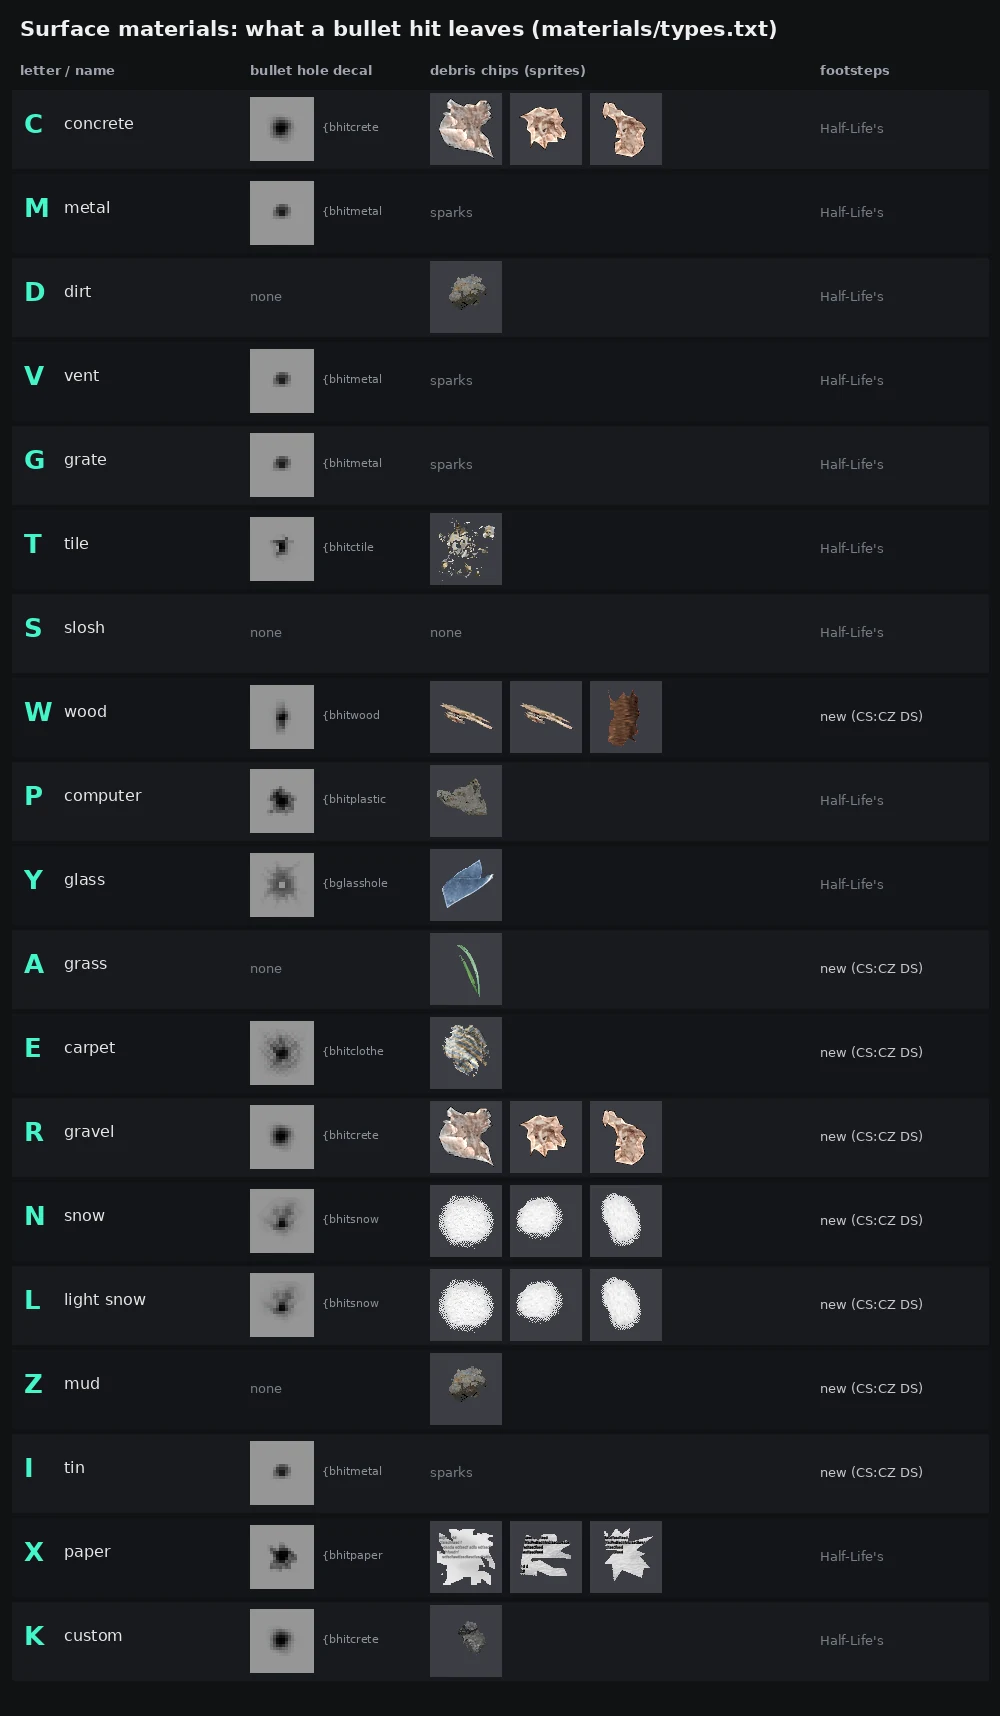 Surface materials: what a bullet hit leaves (materials/types.txt)
letter / name bullet hole decal debris chips (sprites) footsteps
C concrete {bhitcrete Half-Life's
M metal {bhitmetal sparks Half-Life's
D dirt none Half-Life's
V vent {bhitmetal sparks Half-Life's
G grate {bhitmetal sparks Half-Life's
T tile {bhitctile Half-Life's
S slosh none none Half-Life's
W wood {bhitwood new (CS:CZ DS)
P computer {bhitplastic Half-Life's
Y glass {bglasshole Half-Life's
A grass none new (CS:CZ DS)
E carpet {bhitclothe new (CS:CZ DS)
R gravel {bhitcrete new (CS:CZ DS)
N snow {bhitsnow new (CS:CZ DS)
L light snow {bhitsnow new (CS:CZ DS)
Z mud none new (CS:CZ DS)
I tin {bhitmetal sparks new (CS:CZ DS)
X paper {bhitpaper Half-Life's
K custom {bhitcrete Half-Life's